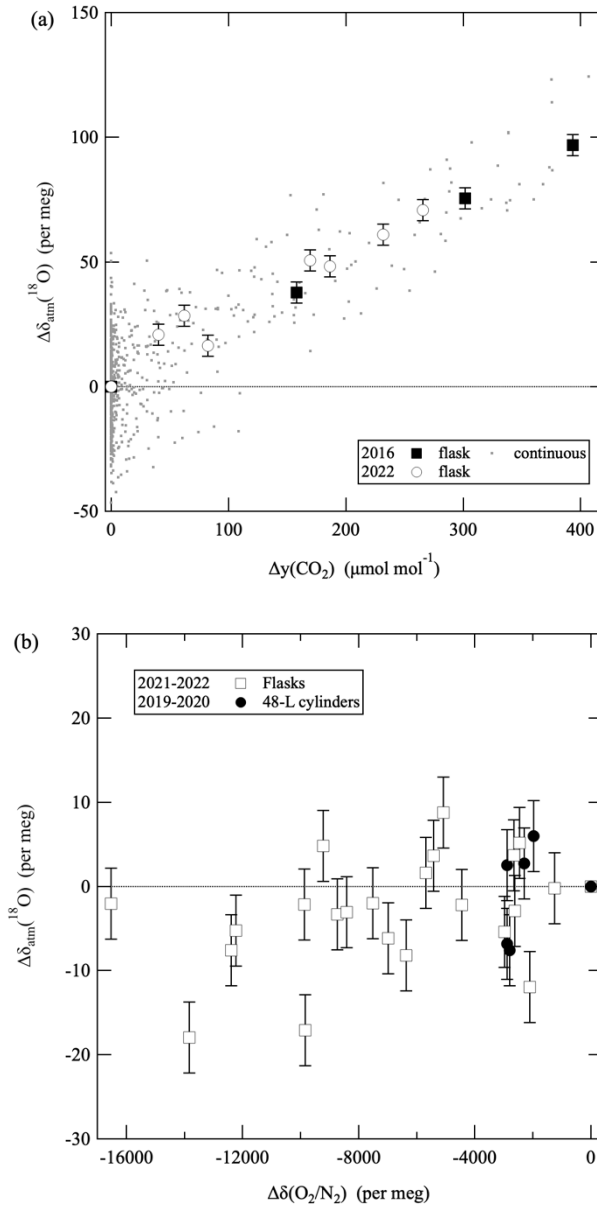 (a)
150
100
50
0
-50
Δδatm(¹⁸O) (per meg)
2016 ■ flask · continuous
2022 ○ flask
0 100 200 300 400
Δy(CO₂) (μmol mol⁻¹)
(b)
30
20
10
0
-10
-20
-30
Δδatm(¹⁸O) (per meg)
2021-2022 □ Flasks
2019-2020 ● 48-L cylinders
-16000 -12000 -8000 -4000 0
Δδ(O₂/N₂) (per meg)